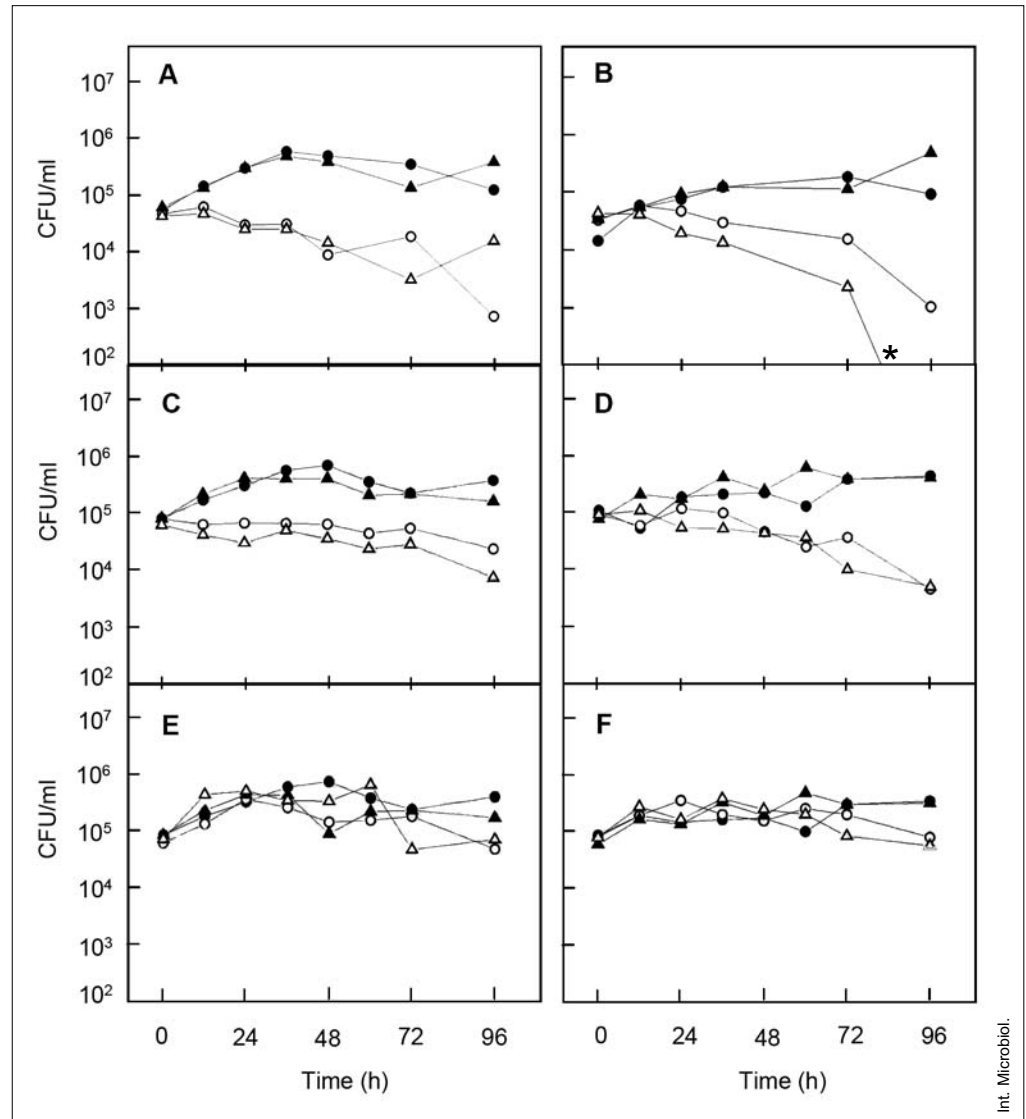 A
B
CFU/ml
10⁷
10⁶
10⁵
10⁴
10³
10²
*
C
D
CFU/ml
10⁷
10⁶
10⁵
10⁴
10³
10²
E
F
CFU/ml
10⁷
10⁶
10⁵
10⁴
10³
10²
0 24 48 72 96
0 24 48 72 96
Time (h)
Time (h)
Int. Microbiol.